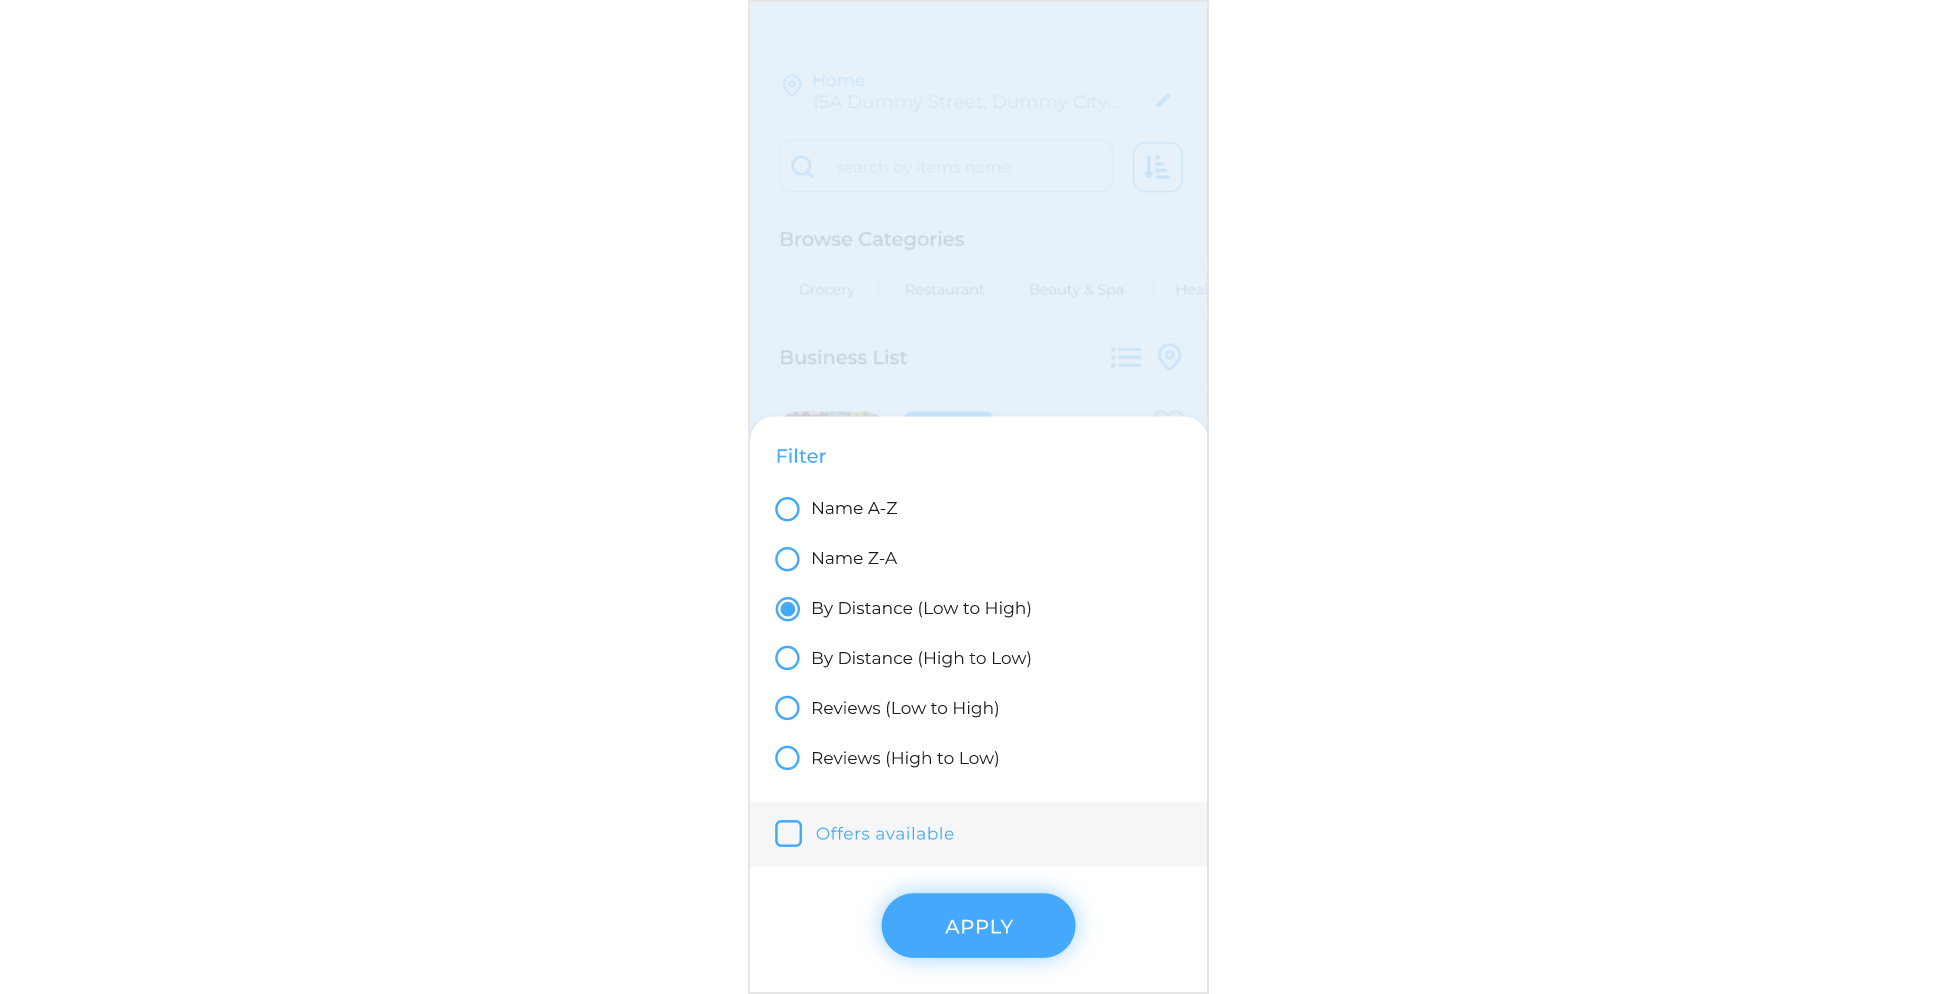 Home
15A Dummy Street, Dummy City...
search by items name
Browse Categories
Grocery Restaurant Beauty & Spa Heal
Business List
Filter
Name A-Z
Name Z-A
By Distance (Low to High)
By Distance (High to Low)
Reviews (Low to High)
Reviews (High to Low)
Offers available
APPLY